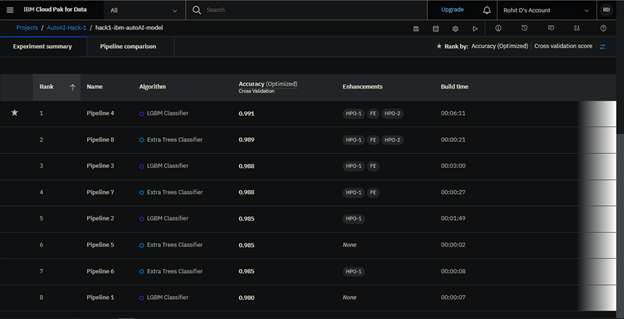 IBM Cloud Pak for Data All Search Upgrade Rohit D's Account RD
Projects / AutoAI-Hack-1 / hack1-ibm-autoAI-model
Experiment summary Pipeline comparison Rank by: Accuracy (Optimized) Cross validation score
Rank Name Algorithm Accuracy (Optimized) Enhancements Build time
Cross Validation
1 Pipeline 4 LGBM Classifier 0.991 HPO-1 FE HPO-2 00:06:11
2 Pipeline 8 Extra Trees Classifier 0.989 HPO-1 FE HPO-2 00:00:21
3 Pipeline 3 LGBM Classifier 0.988 HPO-1 FE 00:03:00
4 Pipeline 7 Extra Trees Classifier 0.988 HPO-1 FE 00:00:27
5 Pipeline 2 LGBM Classifier 0.985 HPO-1 00:01:49
6 Pipeline 5 Extra Trees Classifier 0.985 None 00:00:02
7 Pipeline 6 Extra Trees Classifier 0.985 HPO-1 00:00:08
8 Pipeline 1 LGBM Classifier 0.980 None 00:00:07